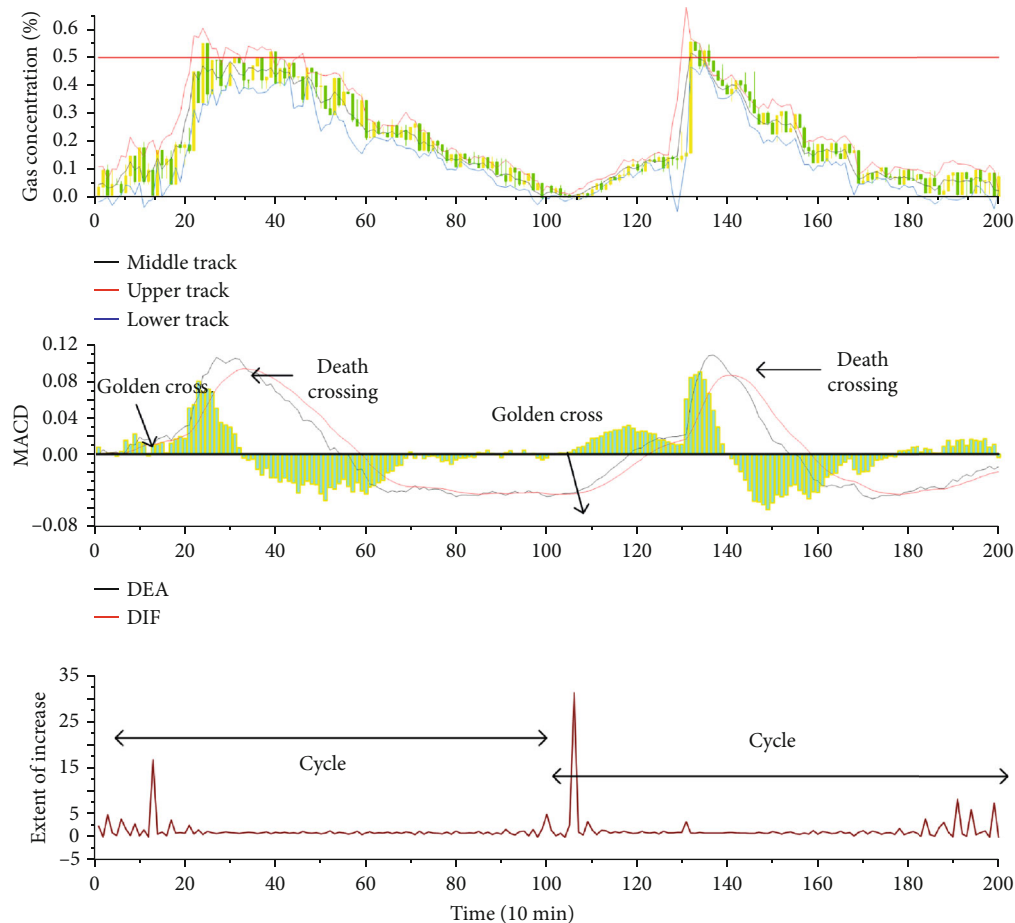 Gas concentration (%)
0.6
0.5
0.4
0.3
0.2
0.1
0.0
0 20 40 60 80 100 120 140 160 180 200
Middle track
Upper track
Lower track
MACD
0.12
0.08
0.04
0.00
–0.08
Golden cross
Death
crossing
Golden cross
Death
crossing
0 20 40 60 80 100 120 140 160 180 200
DEA
DIF
Extent of increase
35
25
15
5
0
–5
Cycle
Cycle
0 20 40 60 80 100 120 140 160 180 200
Time (10 min)